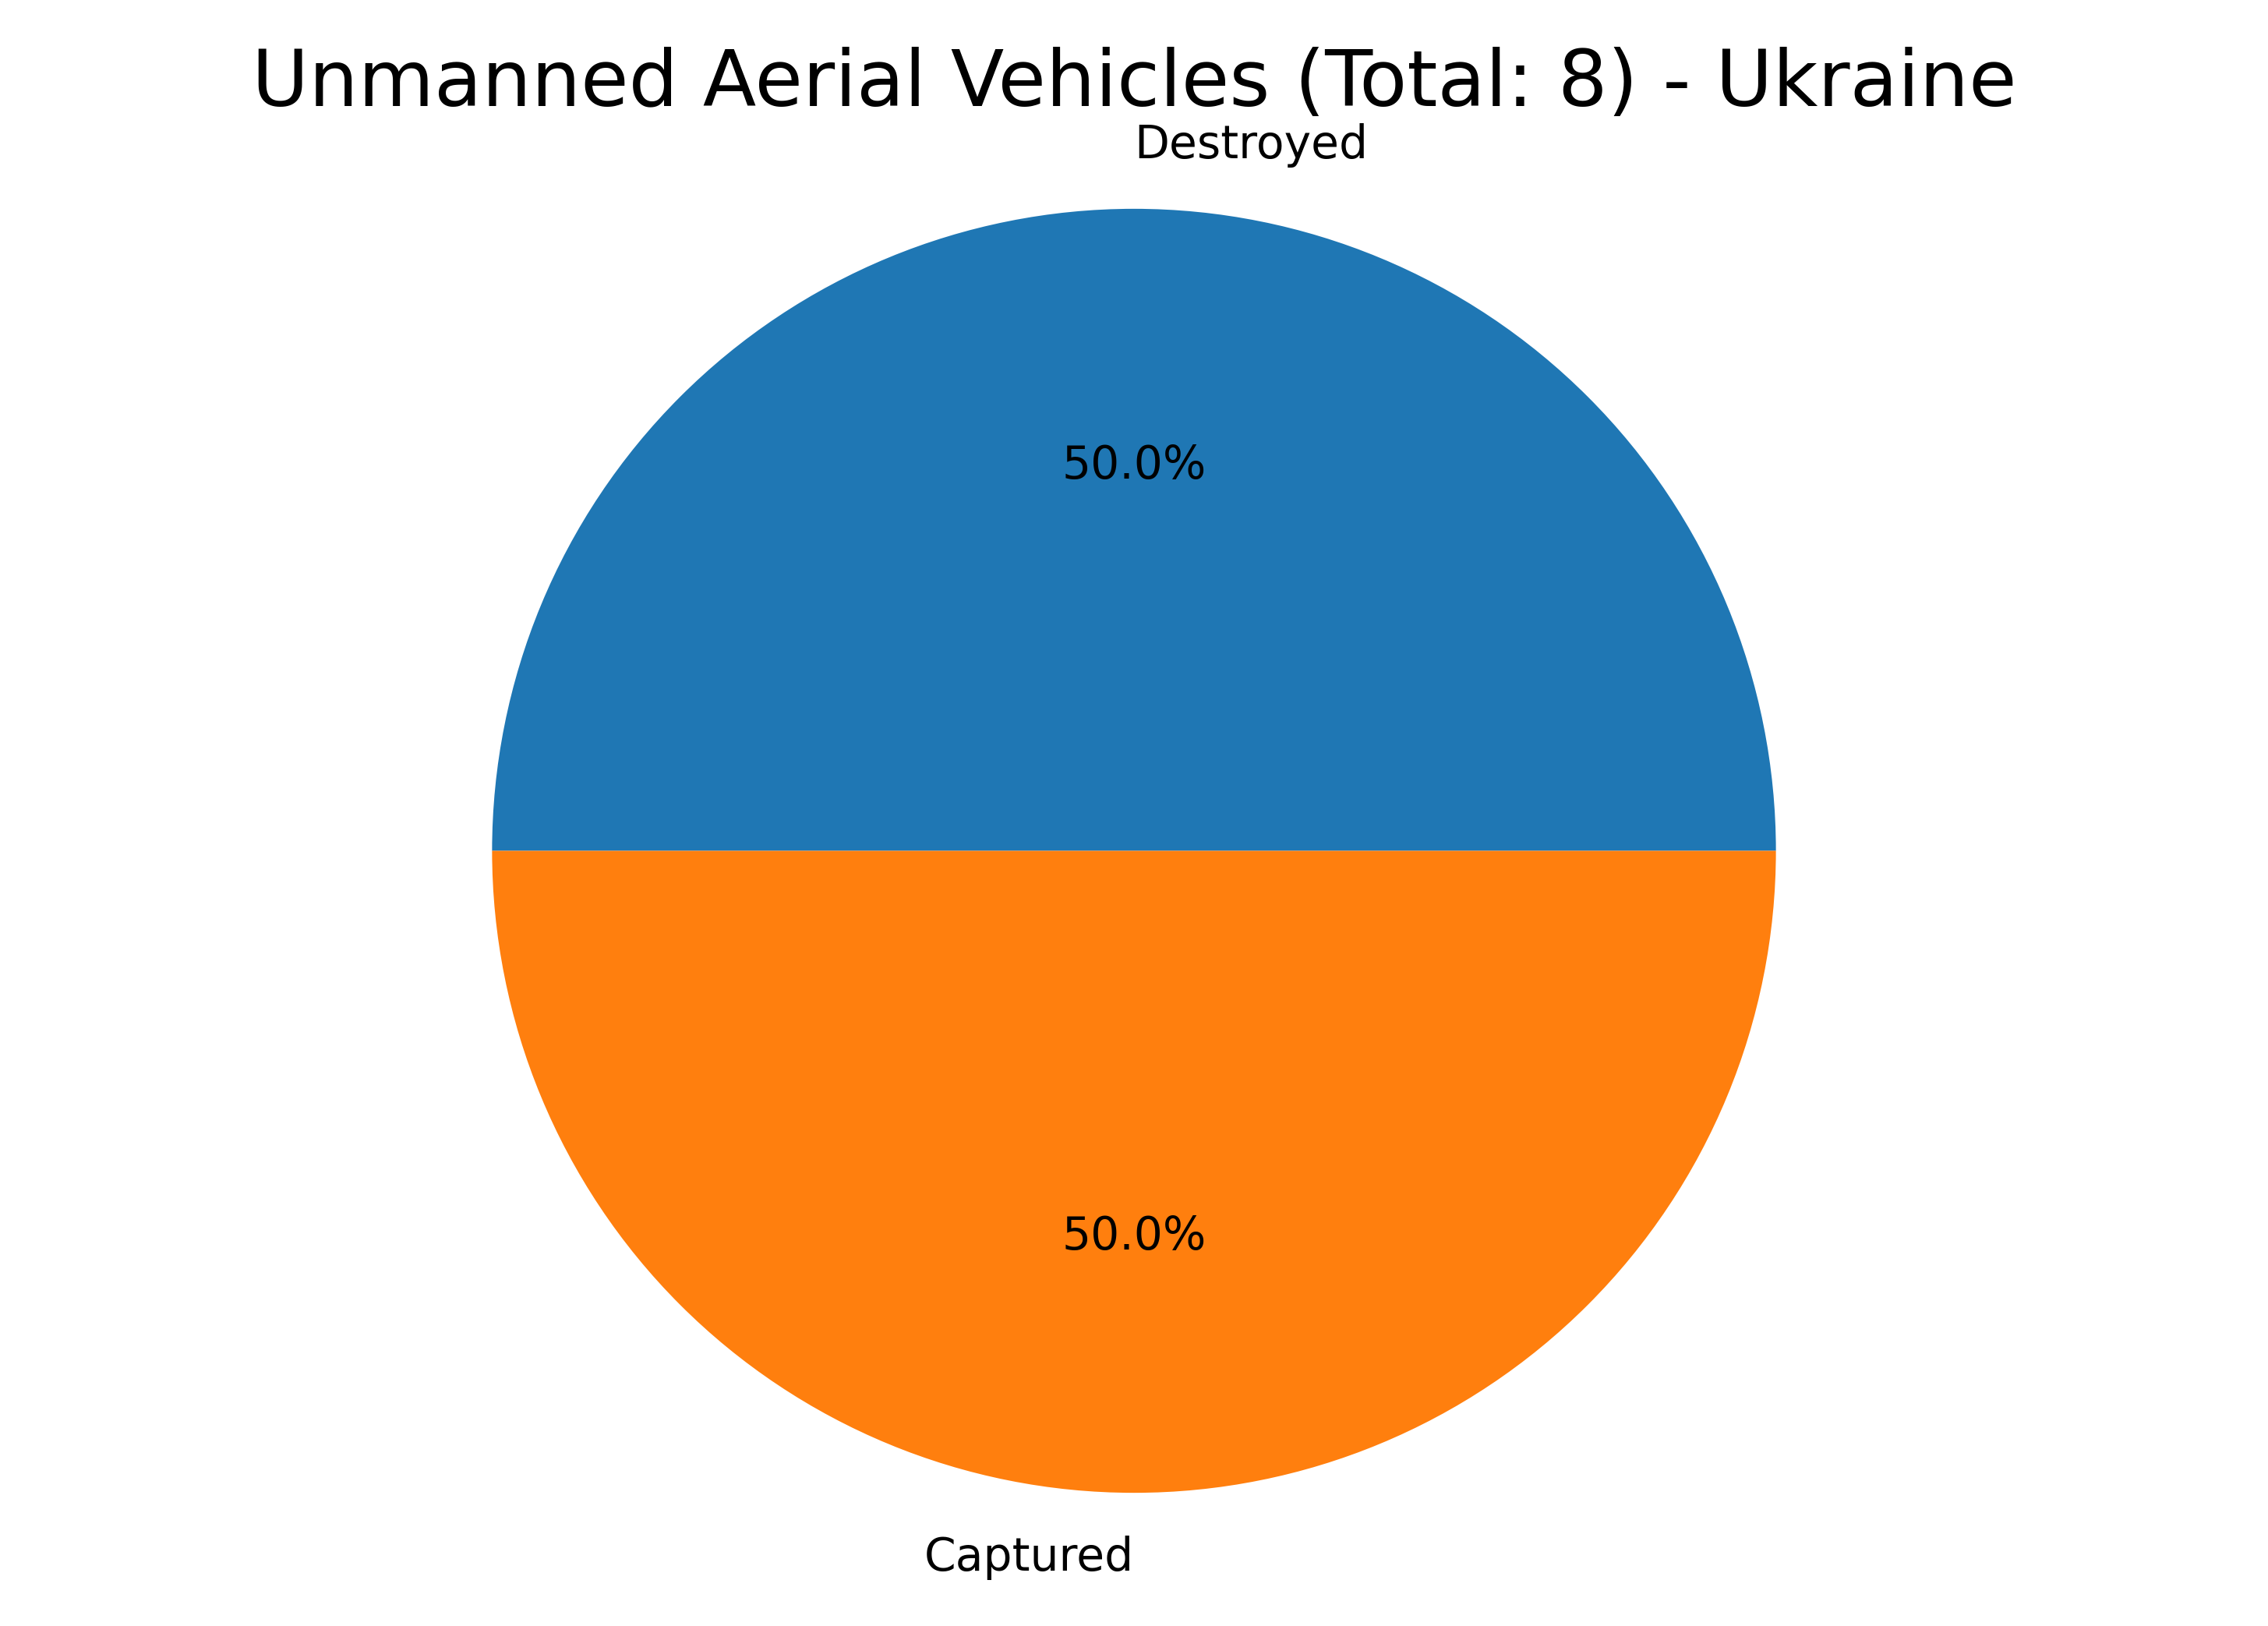 Unmanned Aerial Vehicles (Total: 8) - Ukraine
Destroyed
50.0%
50.0%
Captured